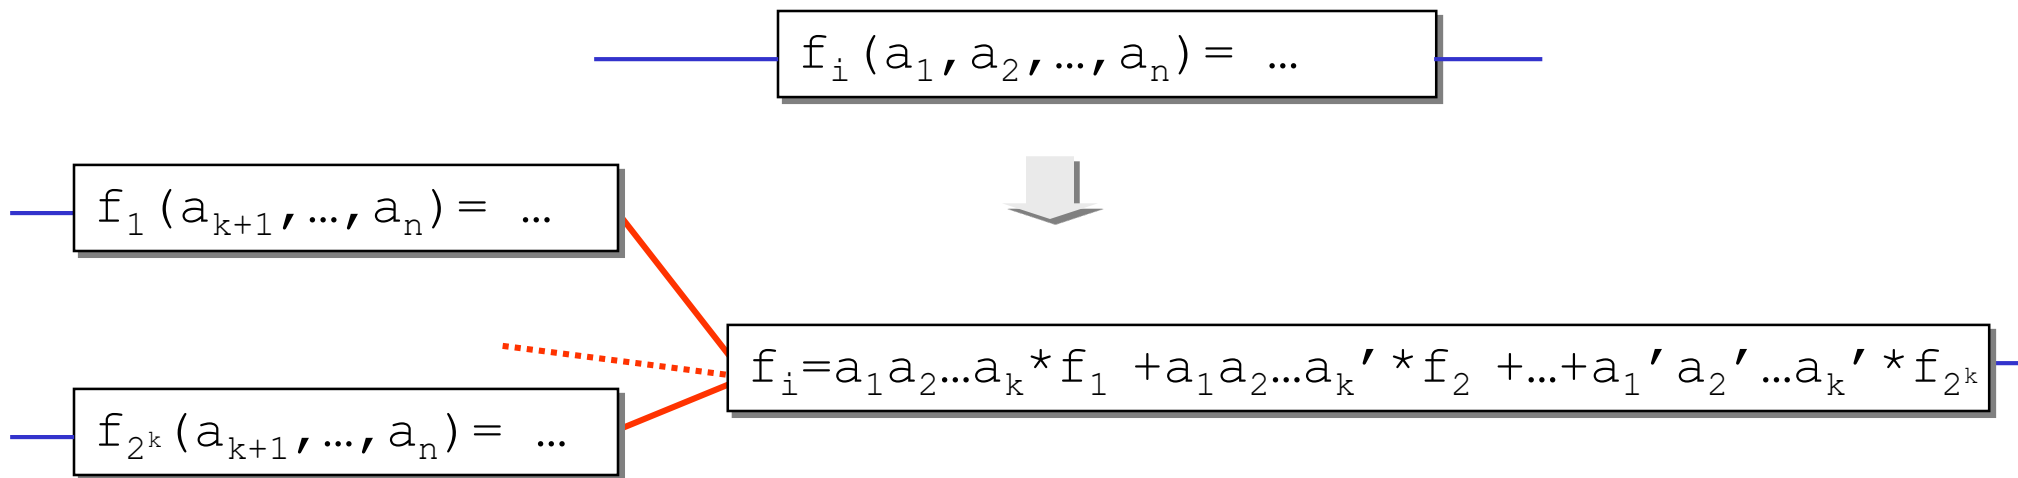 fᵢ(a₁,a₂,…,aₙ)= …
f₁(aₖ₊₁,…,aₙ)= …
fᵢ=a₁a₂…aₖ*f₁ +a₁a₂…aₖ′*f₂ +…+a₁′a₂′…aₖ′*f₂ᵏ
f₂ᵏ(aₖ₊₁,…,aₙ)= …